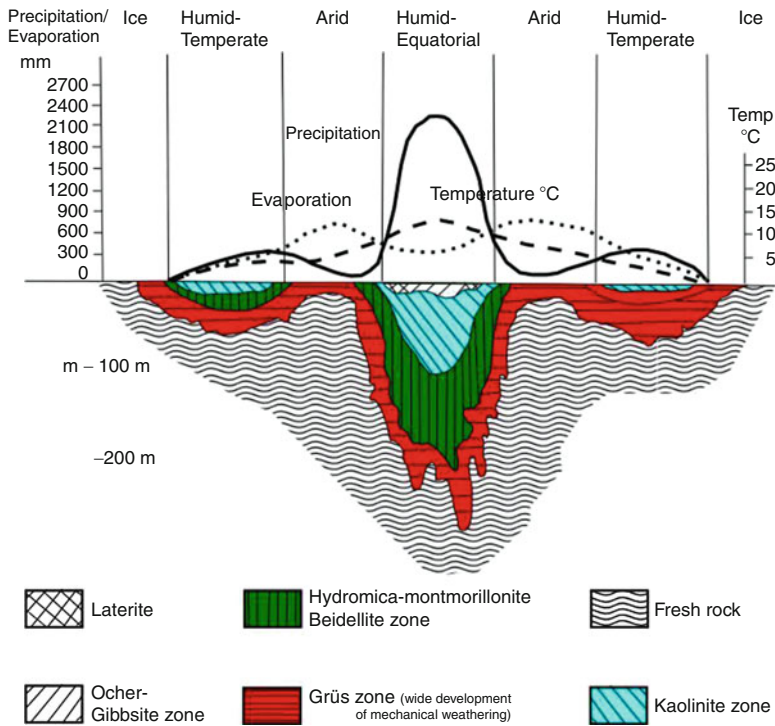 Precipitation/
Evaporation
mm
Ice
Humid-
Temperate
Arid
Humid-
Equatorial
Arid
Humid-
Temperate
Ice
2700
2400
2100
1800
1500
1200
900
600
300
0
Precipitation
Evaporation
Temperature °C
Temp
°C
25
20
15
10
5
m – 100 m
–200 m
Laterite
Hydromica-montmorillonite
Beidellite zone
Fresh rock
Ocher-
Gibbsite zone
Grüs zone (wide development
of mechanical weathering)
Kaolinite zone